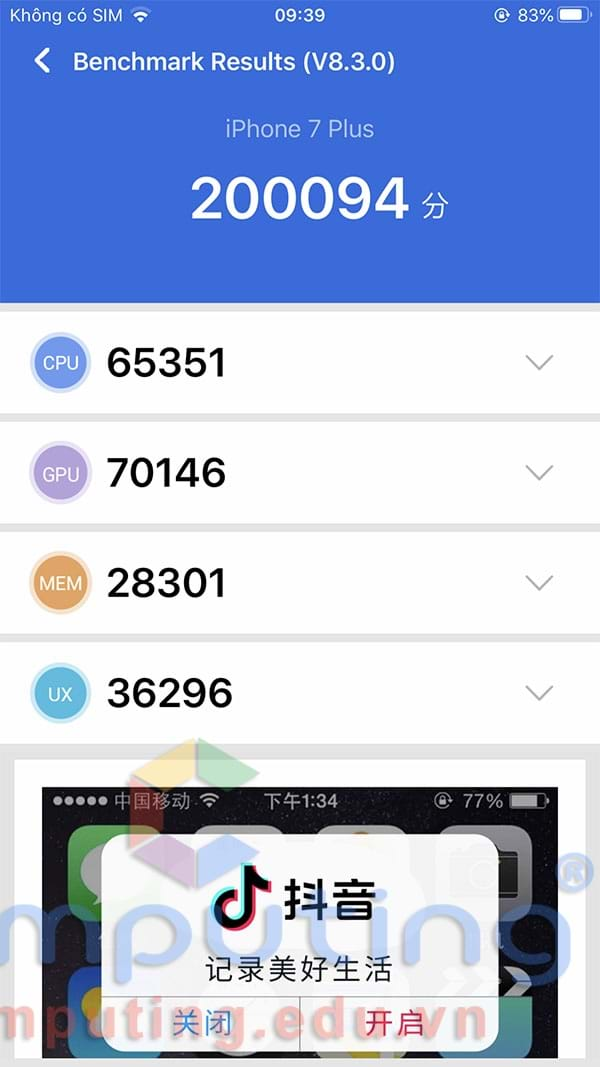 Không có SIM 09:39 83%
Benchmark Results (V8.3.0)
iPhone 7 Plus
200094 分
CPU 65351
GPU 70146
MEM 28301
UX 36296
中国移动 下午1:34 77%
抖音
mputing®
记录美好生活
mputing.edu.vn
关闭 开启